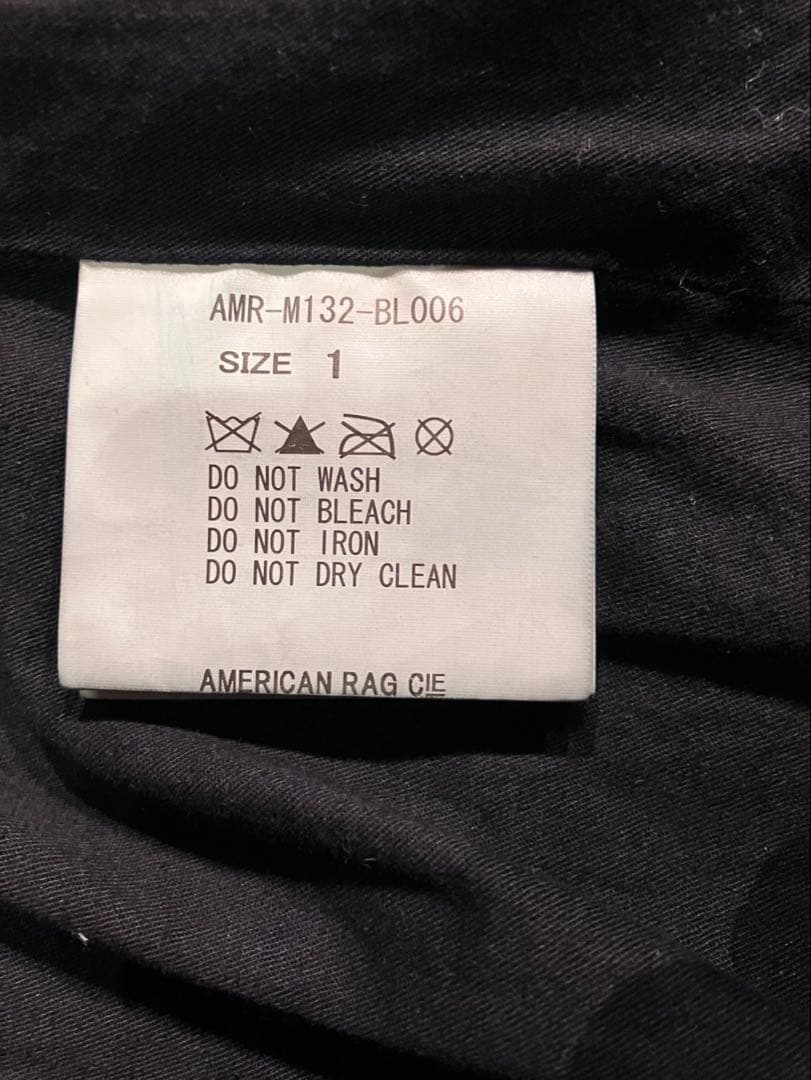 AMR-M132-BL006
SIZE 1
DO NOT WASH
DO NOT BLEACH
DO NOT IRON
DO NOT DRY CLEAN
AMERICAN RAG CIE